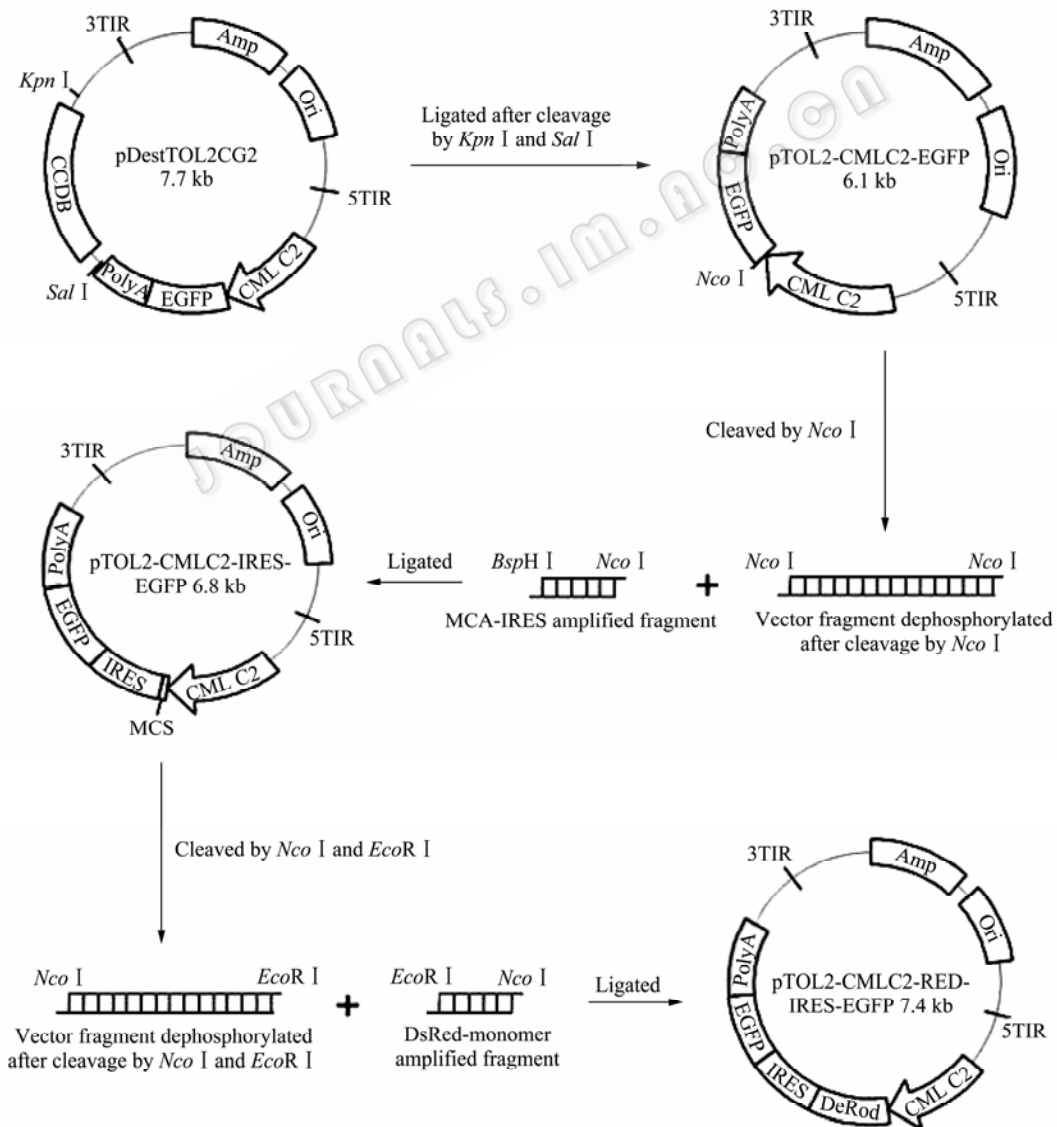 3TIR
Amp
Ori
Kpn Ⅰ
CCDB
pDestTOL2CG2
7.7 kb
5TIR
Sal Ⅰ
PolyA
EGFP
CML C2
Ligated after cleavage
by Kpn Ⅰ and Sal Ⅰ
3TIR
Amp
Ori
PolyA
pTOL2-CMLC2-EGFP
6.1 kb
EGFP
Nco Ⅰ
CML C2
5TIR
JOURNALS.IM.AC.CN
Cleaved by Nco Ⅰ
3TIR
Amp
Ori
PolyA
pTOL2-CMLC2-IRES-
EGFP 6.8 kb
5TIR
EGFP
IRES
CML C2
MCS
Ligated
BspH Ⅰ
Nco Ⅰ
MCA-IRES amplified fragment
+
Nco Ⅰ
Nco Ⅰ
Vector fragment dephosphorylated
after cleavage by Nco Ⅰ
Cleaved by Nco Ⅰ and EcoR Ⅰ
Nco Ⅰ
EcoR Ⅰ
Vector fragment dephosphorylated
after cleavage by Nco Ⅰ and EcoR Ⅰ
+
EcoR Ⅰ
Nco Ⅰ
DsRed-monomer
amplified fragment
Ligated
3TIR
Amp
Ori
PolyA
pTOL2-CMLC2-RED-
IRES-EGFP 7.4 kb
5TIR
EGFP
IRES
DeRod
CML C2